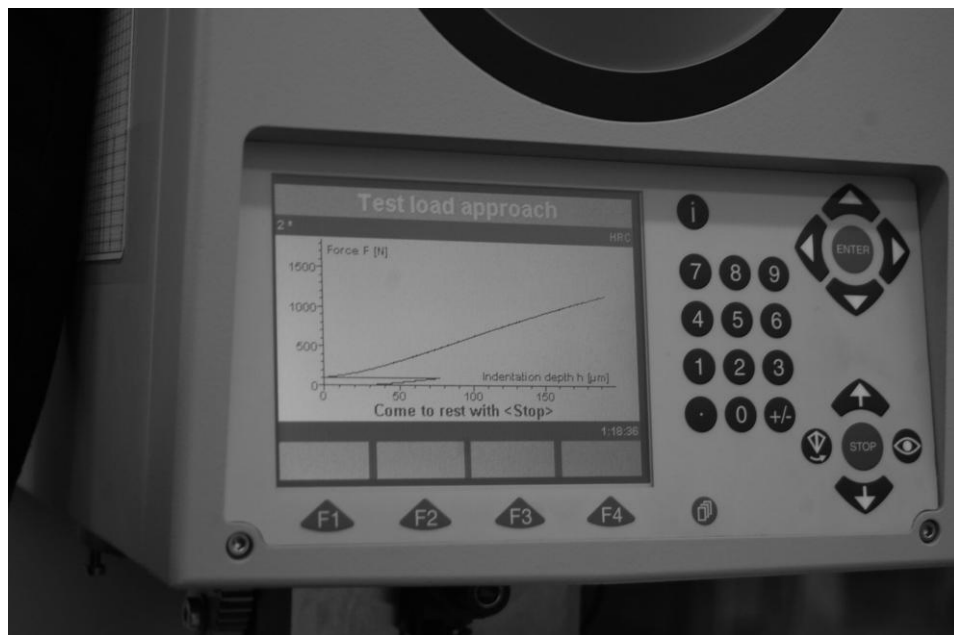 Test load approach
2 *
HRC
Force F [N]
1500
1000
500
0
0 50 100 150
Indentation depth h [µm]
Come to rest with <Stop>
1:18:36
F1 F2 F3 F4
i
7 8 9
4 5 6
1 2 3
. 0 +/-
ENTER
STOP